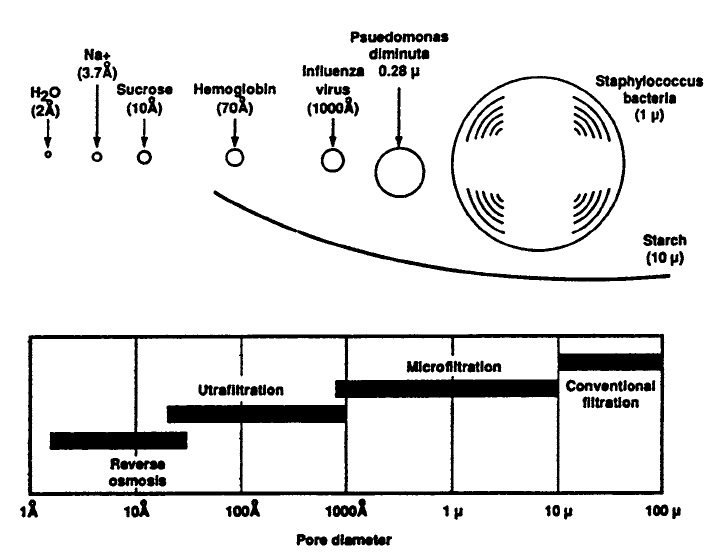 H2O
(2Å)
Na+
(3.7Å)
Sucrose
(10Å)
Hemoglobin
(70Å)
Influenza
virus
(1000Å)
Psuedomonas
diminuta
0.28 µ
Staphylococcus
bacteria
(1 µ)
Starch
(10 µ)
Microfiltration
Utrafiltration
Conventional
filtration
Reverse
osmosis
1Å
10Å
100Å
1000Å
1 µ
10 µ
100 µ
Pore diameter